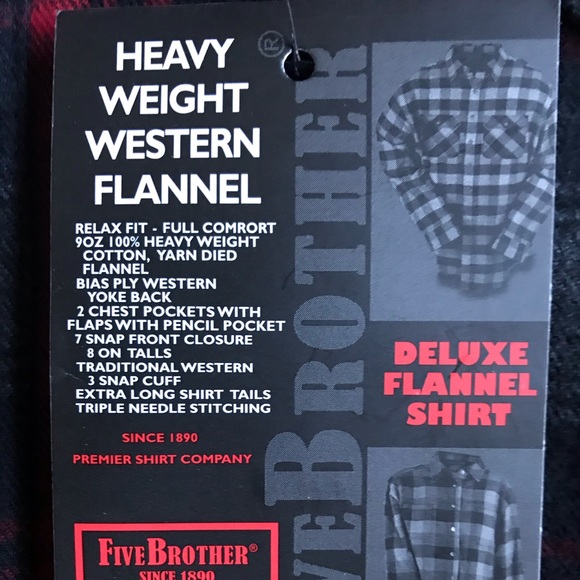 HEAVY
WEIGHT
WESTERN
FLANNEL
RELAX FIT - FULL COMRORT
9OZ 100% HEAVY WEIGHT
COTTON, YARN DIED
FLANNEL
BIAS PLY WESTERN
YOKE BACK
2 CHEST POCKETS WITH
FLAPS WITH PENCIL POCKET
7 SNAP FRONT CLOSURE
8 ON TALLS
TRADITIONAL WESTERN
3 SNAP CUFF
EXTRA LONG SHIRT TAILS
TRIPLE NEEDLE STITCHING
SINCE 1890
PREMIER SHIRT COMPANY
FIVEBROTHER®
SINCE 1890
VEBROTHER®
DELUXE
FLANNEL
SHIRT